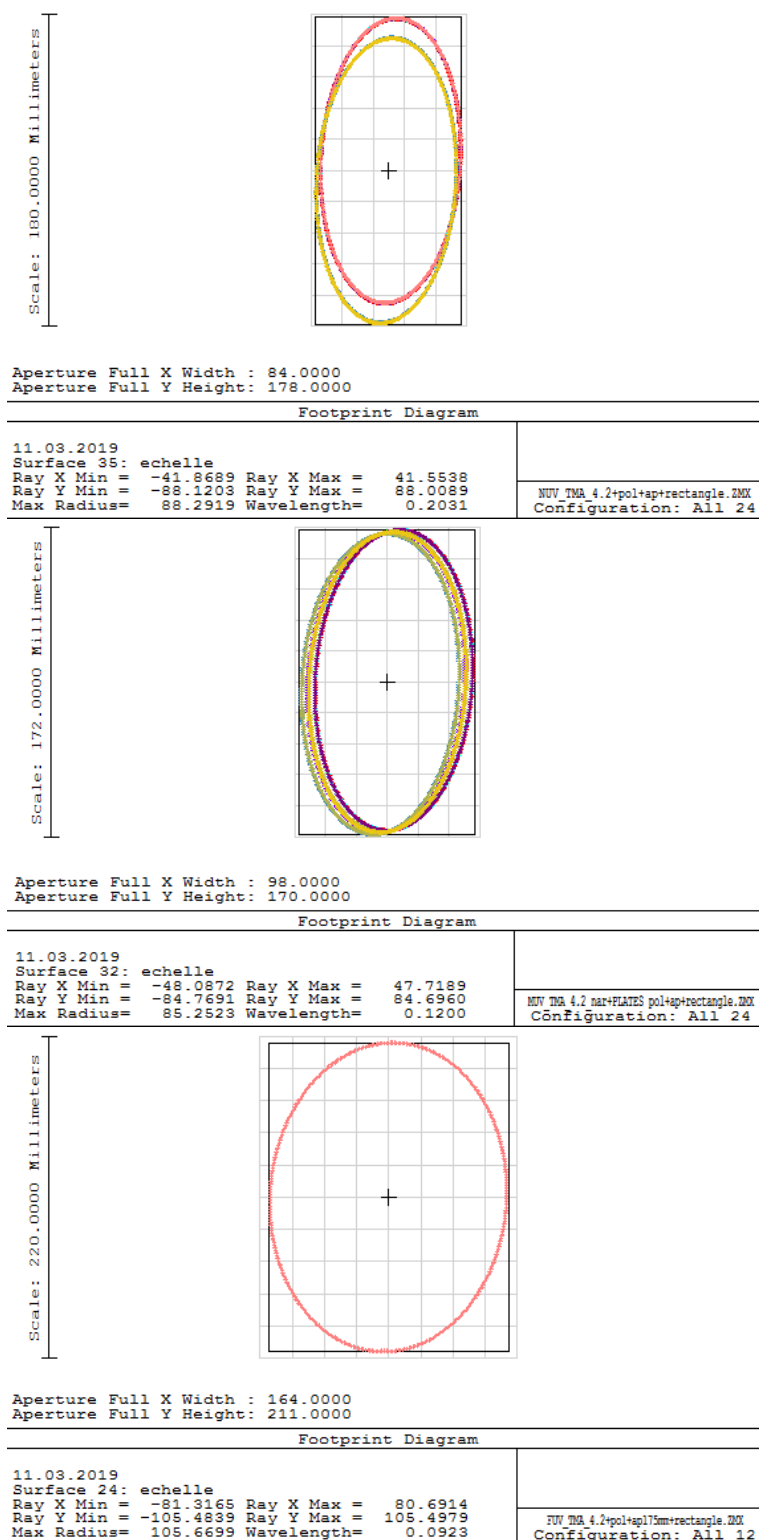 Scale: 180.0000 Millimeters
Aperture Full X Width : 84.0000
Aperture Full Y Height: 178.0000
Footprint Diagram
11.03.2019
Surface 35: echelle
Ray X Min = -41.8689 Ray X Max = 41.5538
Ray Y Min = -88.1203 Ray Y Max = 88.0089
Max Radius= 88.2919 Wavelength= 0.2031
NUV_TMA_4.2+pol+ap+rectangle.ZMX
Configuration: All 24
Scale: 172.0000 Millimeters
Aperture Full X Width : 98.0000
Aperture Full Y Height: 170.0000
Footprint Diagram
11.03.2019
Surface 32: echelle
Ray X Min = -48.0872 Ray X Max = 47.7189
Ray Y Min = -84.7691 Ray Y Max = 84.6960
Max Radius= 85.2523 Wavelength= 0.1200
MUV_TMA_4.2 nar+PLATES pol+ap+rectangle.ZMX
Configuration: All 24
Scale: 220.0000 Millimeters
Aperture Full X Width : 164.0000
Aperture Full Y Height: 211.0000
Footprint Diagram
11.03.2019
Surface 24: echelle
Ray X Min = -81.3165 Ray X Max = 80.6914
Ray Y Min = -105.4839 Ray Y Max = 105.4979
Max Radius= 105.6699 Wavelength= 0.0923
FUV_TMA_4.2+pol+ap175mm+rectangle.ZMX
Configuration: All 12